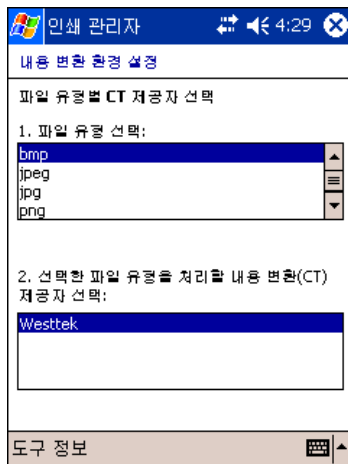 인쇄 관리자 4:29
내용 변환 환경 설정
파일 유형별 CT 제공자 선택
1. 파일 유형 선택:
bmp
jpeg
jpg
png
2. 선택한 파일 유형을 처리할 내용 변환(CT)
제공자 선택:
Westtek
도구 정보